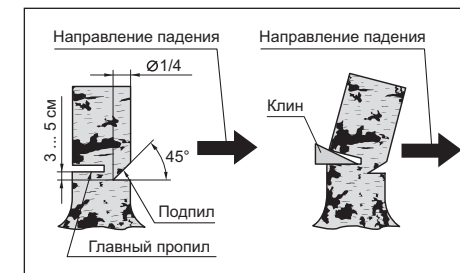 Направление падения
Направление падения
Ø1/4
Клин
3 ... 5 см
45°
Подпил
Главный пропил